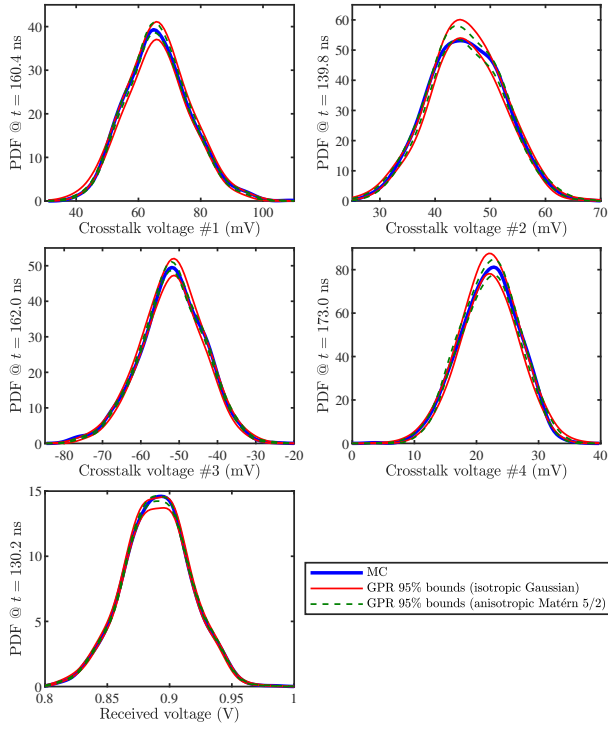 PDF @ t = 160.4 ns
40
30
20
10
0
40 60 80 100
Crosstalk voltage #1 (mV)
PDF @ t = 139.8 ns
60
50
40
30
20
10
0
30 40 50 60 70
Crosstalk voltage #2 (mV)
PDF @ t = 162.0 ns
50
40
30
20
10
0
-80 -70 -60 -50 -40 -30 -20
Crosstalk voltage #3 (mV)
PDF @ t = 173.0 ns
80
60
40
20
0
0 10 20 30 40
Crosstalk voltage #4 (mV)
PDF @ t = 130.2 ns
15
10
5
0
0.8 0.85 0.9 0.95 1
Received voltage (V)
MC
GPR 95% bounds (isotropic Gaussian)
GPR 95% bounds (anisotropic Matérn 5/2)